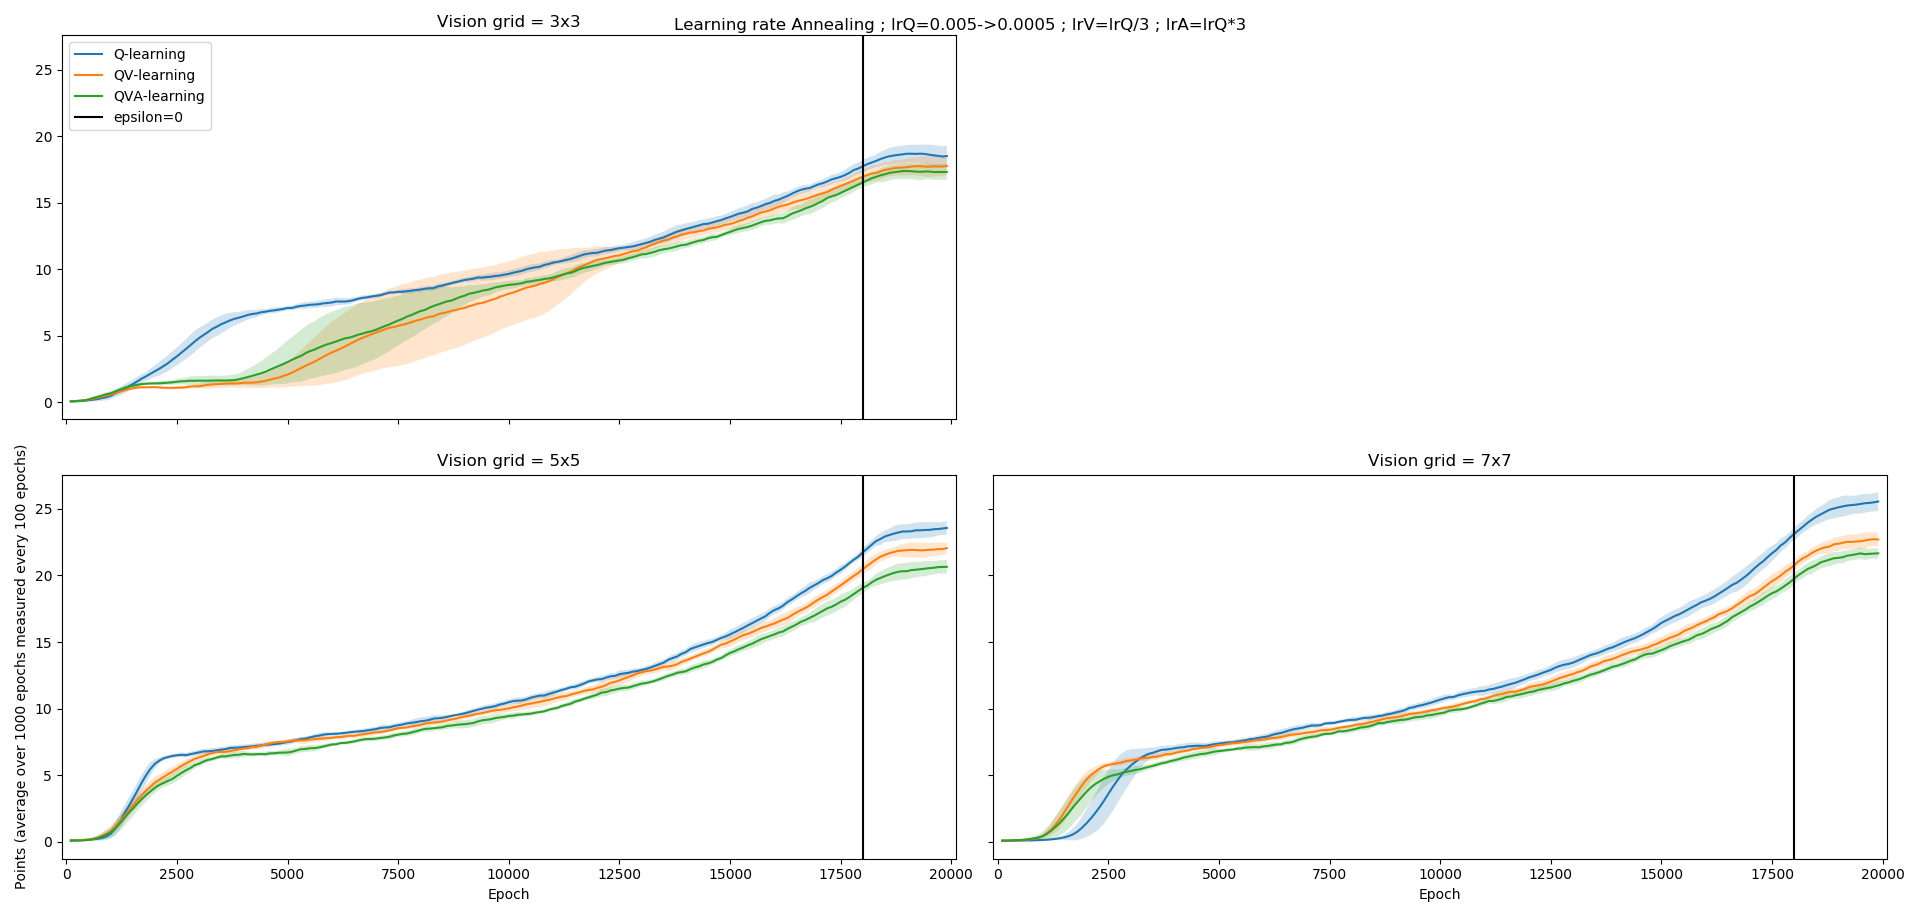 Learning rate Annealing ; lrQ=0.005->0.0005 ; lrV=lrQ/3 ; lrA=lrQ*3
Vision grid = 3x3
Q-learning
QV-learning
QVA-learning
epsilon=0
25
20
15
10
5
0
Vision grid = 5x5
25
20
15
10
5
0
0 2500 5000 7500 10000 12500 15000 17500 20000
Epoch
Points (average over 1000 epochs measured every 100 epochs)
Vision grid = 7x7
0 2500 5000 7500 10000 12500 15000 17500 20000
Epoch